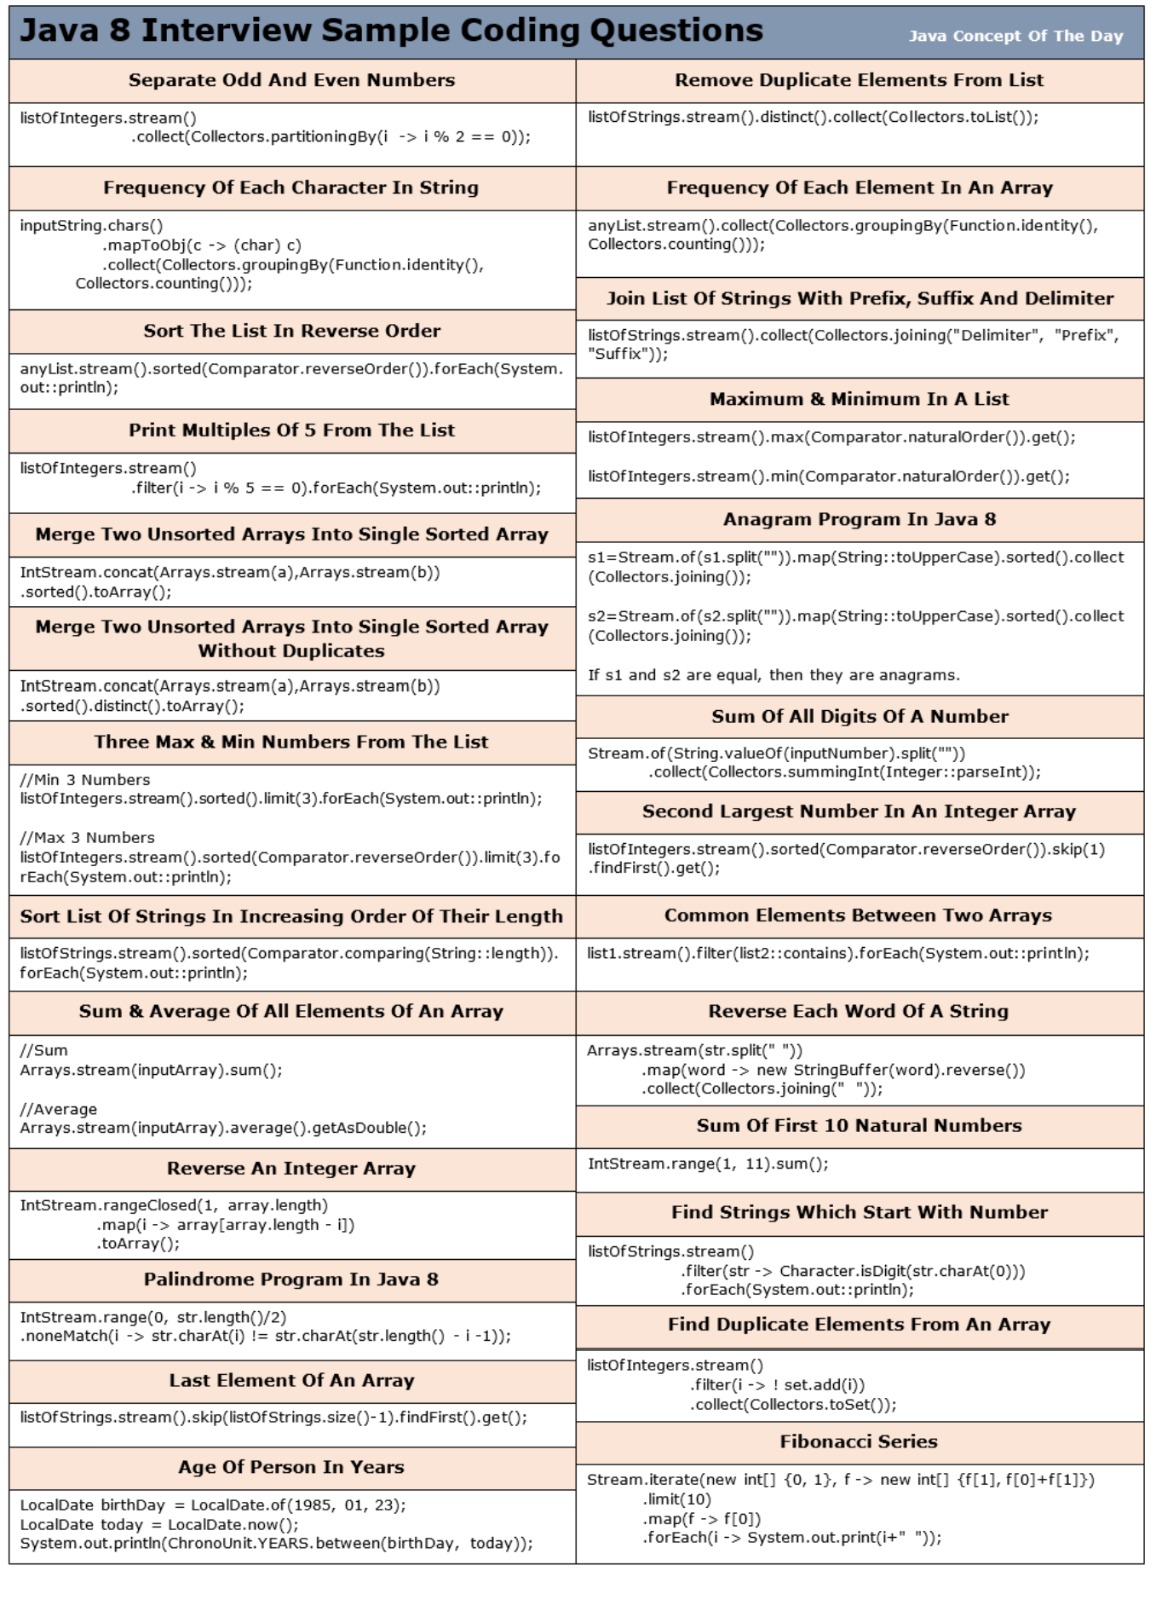 Java 8 Interview Sample Coding Questions
Java Concept Of The Day
Separate Odd And Even Numbers
listOfIntegers.stream()
.collect(Collectors.partitioningBy(i -> i % 2 == 0));
Frequency Of Each Character In String
inputString.chars()
.mapToObj(c -> (char) c)
.collect(Collectors.groupingBy(Function.identity(),
Collectors.counting()));
Sort The List In Reverse Order
anyList.stream().sorted(Comparator.reverseOrder()).forEach(System.
out::println);
Print Multiples Of 5 From The List
listOfIntegers.stream()
.filter(i -> i % 5 == 0).forEach(System.out::println);
Merge Two Unsorted Arrays Into Single Sorted Array
IntStream.concat(Arrays.stream(a),Arrays.stream(b))
.sorted().toArray();
Merge Two Unsorted Arrays Into Single Sorted Array
Without Duplicates
IntStream.concat(Arrays.stream(a),Arrays.stream(b))
.sorted().distinct().toArray();
Three Max & Min Numbers From The List
//Min 3 Numbers
listOfIntegers.stream().sorted().limit(3).forEach(System.out::println);
//Max 3 Numbers
listOfIntegers.stream().sorted(Comparator.reverseOrder()).limit(3).fo
rEach(System.out::println);
Sort List Of Strings In Increasing Order Of Their Length
listOfStrings.stream().sorted(Comparator.comparing(String::length)).
forEach(System.out::println);
Sum & Average Of All Elements Of An Array
//Sum
Arrays.stream(inputArray).sum();
//Average
Arrays.stream(inputArray).average().getAsDouble();
Reverse An Integer Array
IntStream.rangeClosed(1, array.length)
.map(i -> array[array.length - i])
.toArray();
Palindrome Program In Java 8
IntStream.range(0, str.length()/2)
.noneMatch(i -> str.charAt(i) != str.charAt(str.length() - i -1));
Last Element Of An Array
listOfStrings.stream().skip(listOfStrings.size()-1).findFirst().get();
Age Of Person In Years
LocalDate birthDay = LocalDate.of(1985, 01, 23);
LocalDate today = LocalDate.now();
System.out.println(ChronoUnit.YEARS.between(birthDay, today));
Remove Duplicate Elements From List
listOfStrings.stream().distinct().collect(Collectors.toList());
Frequency Of Each Element In An Array
anyList.stream().collect(Collectors.groupingBy(Function.identity(),
Collectors.counting()));
Join List Of Strings With Prefix, Suffix And Delimiter
listOfStrings.stream().collect(Collectors.joining("Delimiter", "Prefix",
"Suffix"));
Maximum & Minimum In A List
listOfIntegers.stream().max(Comparator.naturalOrder()).get();
listOfIntegers.stream().min(Comparator.naturalOrder()).get();
Anagram Program In Java 8
s1=Stream.of(s1.split("")).map(String::toUpperCase).sorted().collect
(Collectors.joining());
s2=Stream.of(s2.split("")).map(String::toUpperCase).sorted().collect
(Collectors.joining());
If s1 and s2 are equal, then they are anagrams.
Sum Of All Digits Of A Number
Stream.of(String.valueOf(inputNumber).split(""))
.collect(Collectors.summingInt(Integer::parseInt));
Second Largest Number In An Integer Array
listOfIntegers.stream().sorted(Comparator.reverseOrder()).skip(1)
.findFirst().get();
Common Elements Between Two Arrays
list1.stream().filter(list2::contains).forEach(System.out::println);
Reverse Each Word Of A String
Arrays.stream(str.split(" "))
.map(word -> new StringBuffer(word).reverse())
.collect(Collectors.joining(" "));
Sum Of First 10 Natural Numbers
IntStream.range(1, 11).sum();
Find Strings Which Start With Number
listOfStrings.stream()
.filter(str -> Character.isDigit(str.charAt(0)))
.forEach(System.out::println);
Find Duplicate Elements From An Array
listOfIntegers.stream()
.filter(i -> ! set.add(i))
.collect(Collectors.toSet());
Fibonacci Series
Stream.iterate(new int[] {0, 1}, f -> new int[] {f[1], f[0]+f[1]})
.limit(10)
.map(f -> f[0])
.forEach(i -> System.out.print(i+" "));